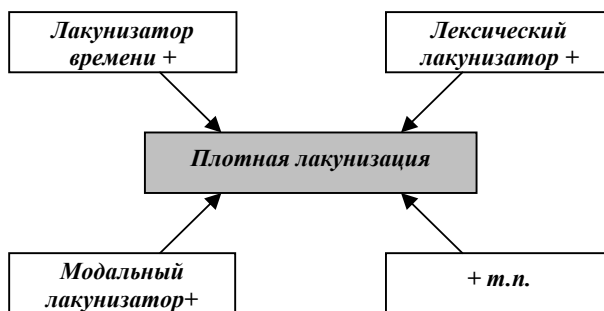 Лакунизатор
времени +
Лексический
лакунизатор +
Плотная лакунизация
Модальный
лакунизатор+
+ т.п.